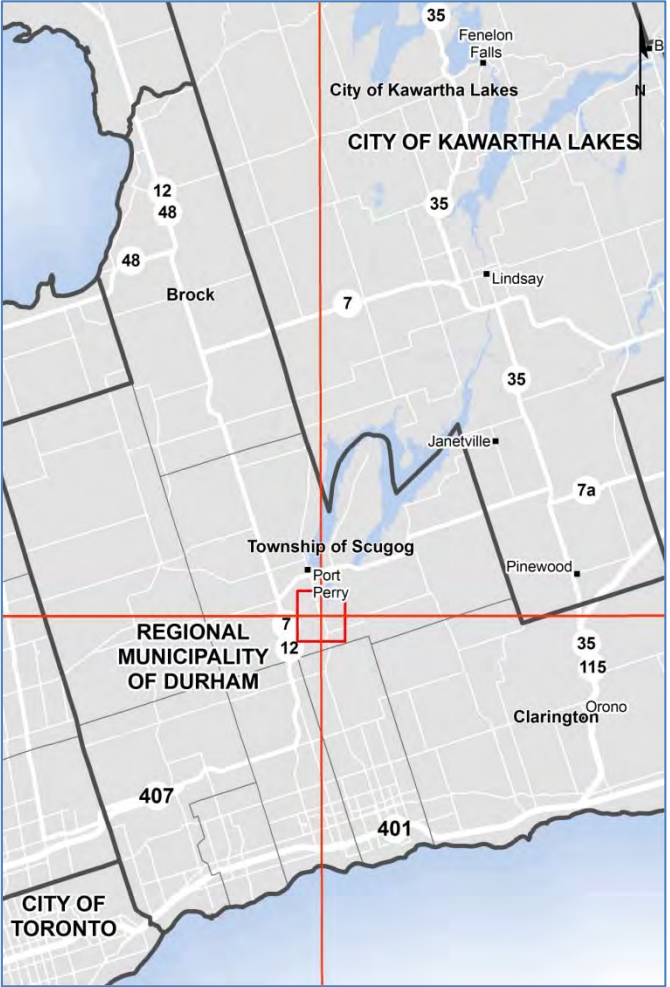 35
Fenelon
Falls
B
City of Kawartha Lakes
N
CITY OF KAWARTHA LAKES
12
48
35
48
Lindsay
Brock
7
35
Janetville
7a
Township of Scugog
Pinewood
Port
Perry
7
12
REGIONAL
MUNICIPALITY
OF DURHAM
35
115
Orono
Clarington
407
401
CITY OF
TORONTO